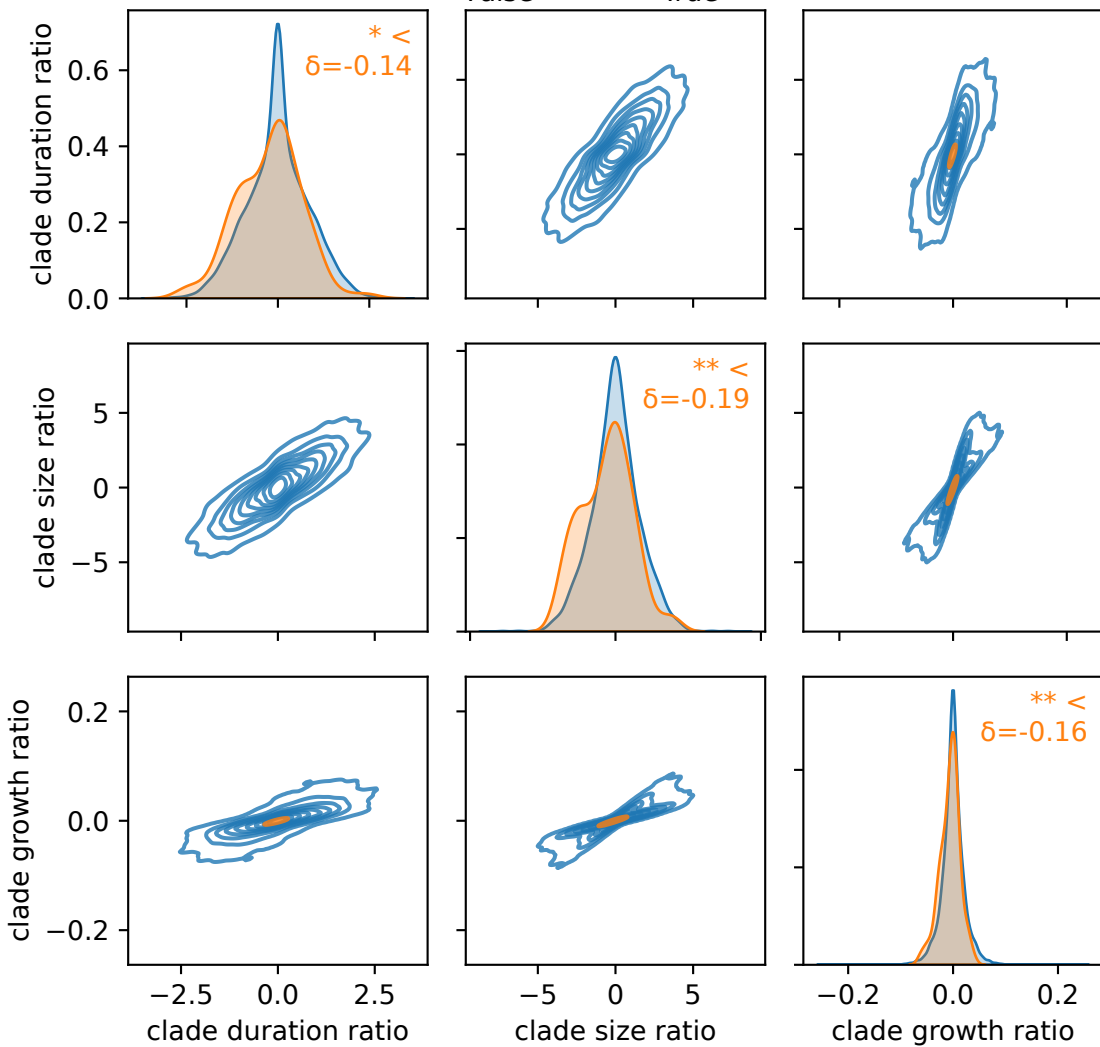 clade duration ratio
0.6
0.4
0.2
0.0
* <
δ=-0.14
clade size ratio
5
0
−5
** <
δ=-0.19
clade growth ratio
0.2
0.0
−0.2
** <
δ=-0.16
−2.5 0.0 2.5
clade duration ratio
−5 0 5
clade size ratio
−0.2 0.0 0.2
clade growth ratio